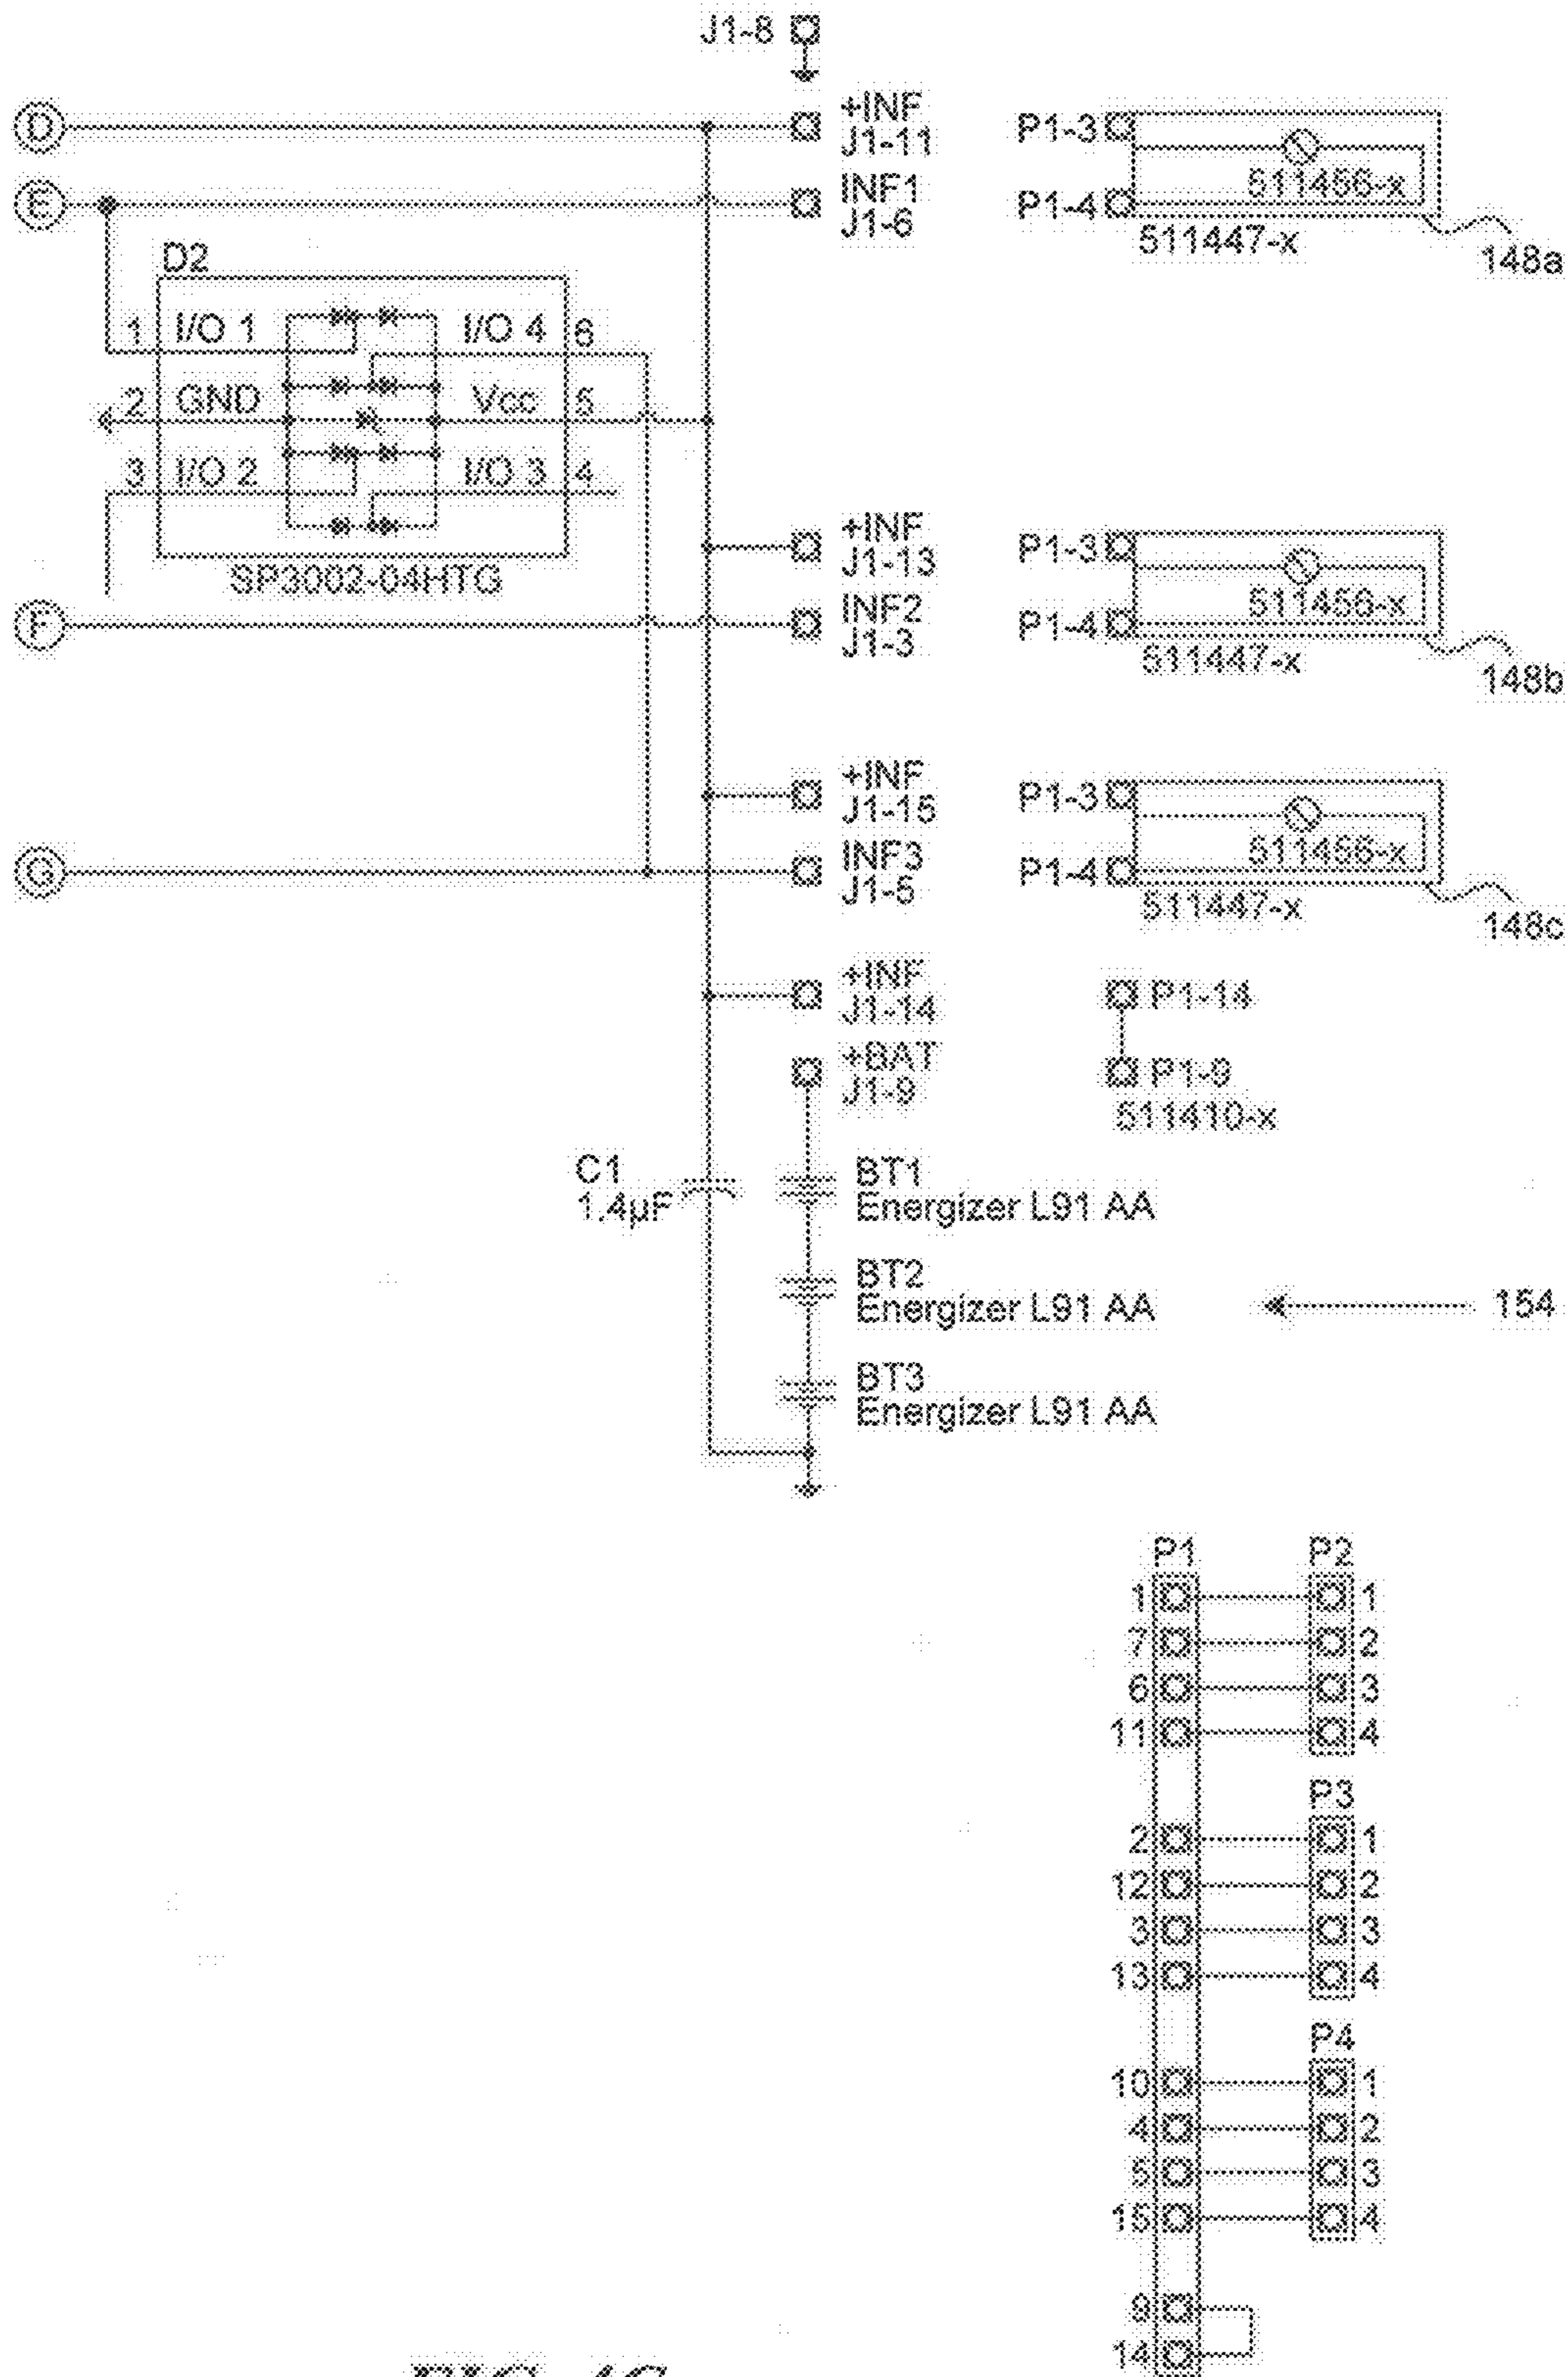 J1-8
D
+INF
J1-11
P1-3
511456-x
E
INF1
J1-6
P1-4
511447-x
148a
D2
1 I/O 1 I/O 4 6
2 GND Vcc 5
3 I/O 2 I/O 3 4
SP3002-04HTG
+INF
J1-13
P1-3
511456-x
F
INF2
J1-3
P1-4
511447-x
148b
+INF
J1-15
P1-3
511456-x
G
INF3
J1-5
P1-4
511447-x
148c
+INF
J1-14
P1-14
+BAT
J1-9
P1-9
511410-x
C1
1.4µF
BT1
Energizer L91 AA
BT2
Energizer L91 AA
154
BT3
Energizer L91 AA
P1 P2
1 1
7 2
6 3
11 4
P3
2 1
12 2
3 3
13 4
P4
10 1
4 2
5 3
15 4
9
14